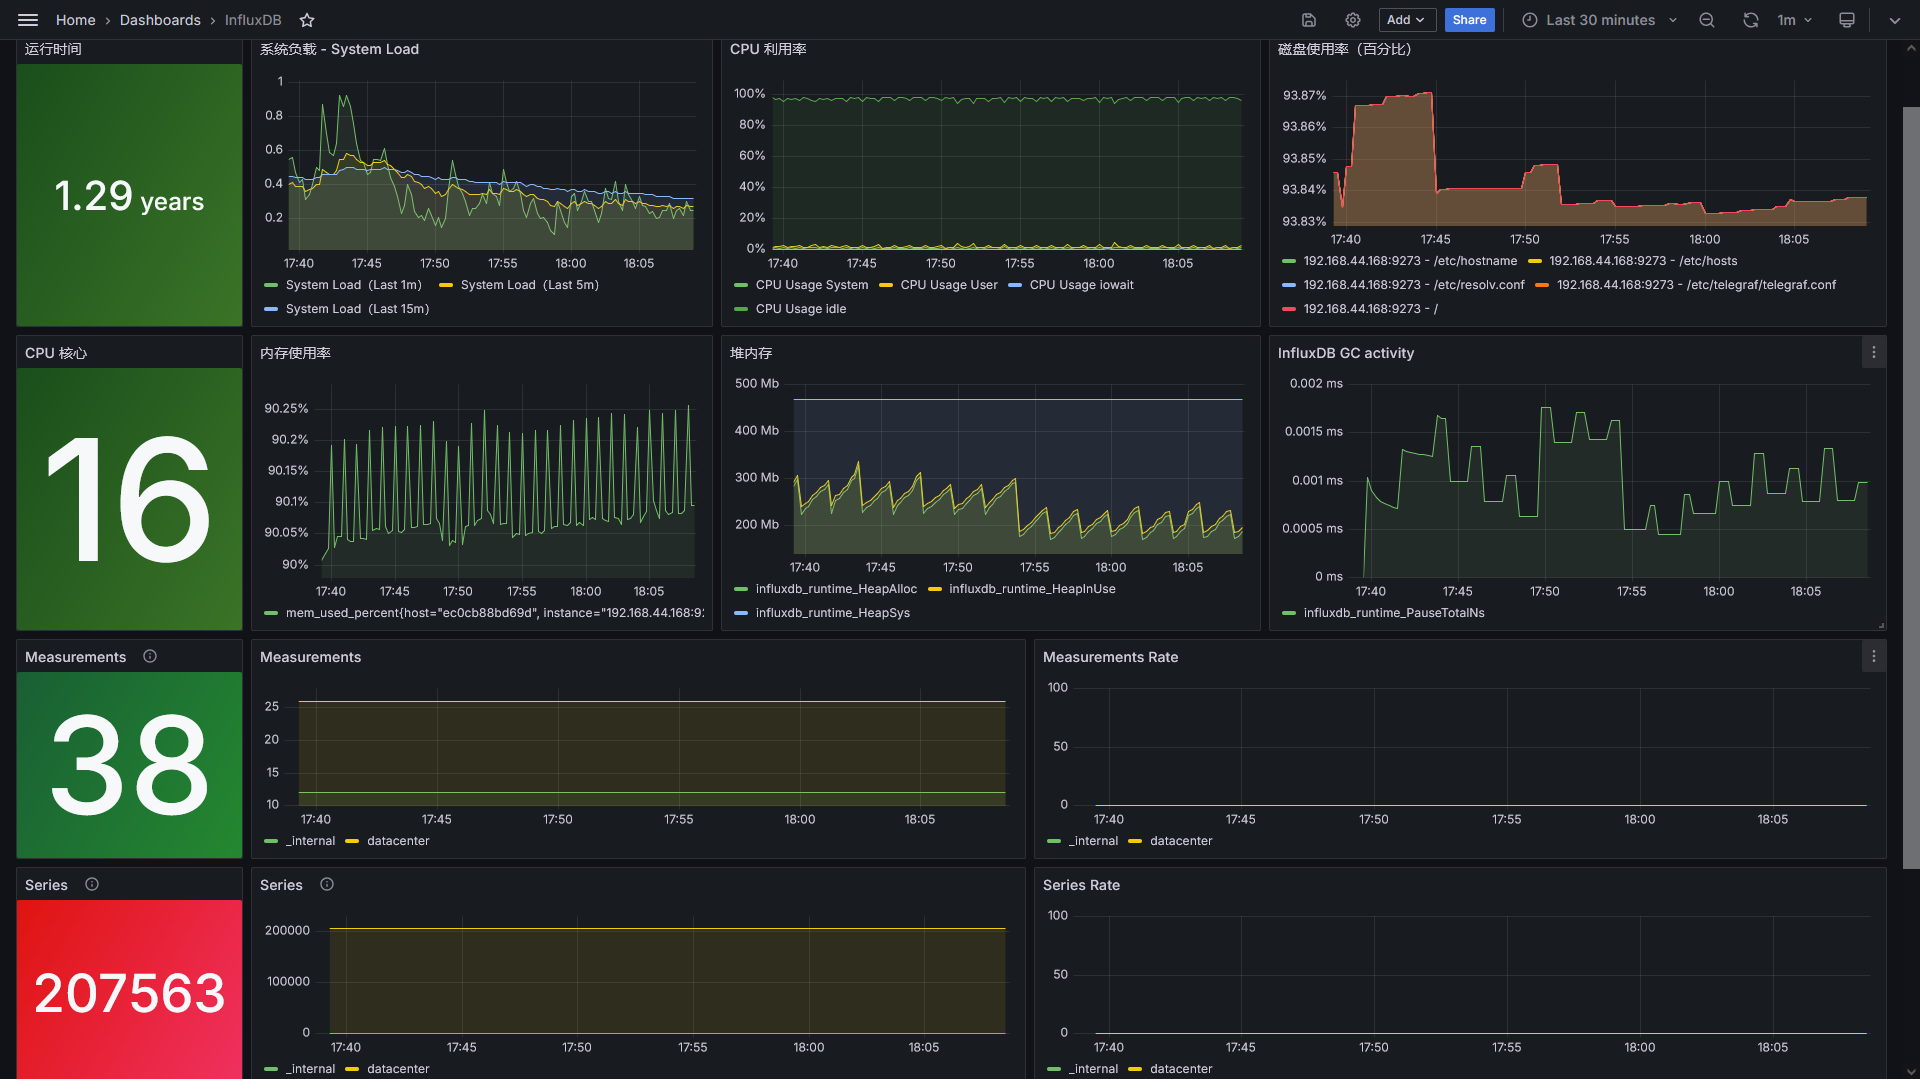 Home › Dashboards › InfluxDB
Add
Share
Last 30 minutes
1m
运行时间
1.29 years
系统负载 - System Load
1
0.8
0.6
0.4
0.2
17:40 17:45 17:50 17:55 18:00 18:05
System Load（Last 1m） System Load（Last 5m）
System Load（Last 15m）
CPU 利用率
100%
80%
60%
40%
20%
0%
17:40 17:45 17:50 17:55 18:00 18:05
CPU Usage System CPU Usage User CPU Usage iowait
CPU Usage idle
磁盘使用率（百分比）
93.87%
93.86%
93.85%
93.84%
93.83%
17:40 17:45 17:50 17:55 18:00 18:05
192.168.44.168:9273 - /etc/hostname 192.168.44.168:9273 - /etc/hosts
192.168.44.168:9273 - /etc/resolv.conf 192.168.44.168:9273 - /etc/telegraf/telegraf.conf
192.168.44.168:9273 - /
CPU 核心
16
内存使用率
90.25%
90.2%
90.15%
90.1%
90.05%
90%
17:40 17:45 17:50 17:55 18:00 18:05
mem_used_percent{host="ec0cb88bd69d", instance="192.168.44.168:9
堆内存
500 Mb
400 Mb
300 Mb
200 Mb
17:40 17:45 17:50 17:55 18:00 18:05
influxdb_runtime_HeapAlloc influxdb_runtime_HeapInUse
influxdb_runtime_HeapSys
InfluxDB GC activity
0.002 ms
0.0015 ms
0.001 ms
0.0005 ms
0 ms
17:40 17:45 17:50 17:55 18:00 18:05
influxdb_runtime_PauseTotalNs
Measurements
38
Measurements
25
20
15
10
17:40 17:45 17:50 17:55 18:00 18:05
_internal datacenter
Measurements Rate
100
50
0
17:40 17:45 17:50 17:55 18:00 18:05
_internal datacenter
Series
207563
Series
200000
100000
0
17:40 17:45 17:50 17:55 18:00 18:05
_internal datacenter
Series Rate
100
50
0
17:40 17:45 17:50 17:55 18:00 18:05
_internal datacenter